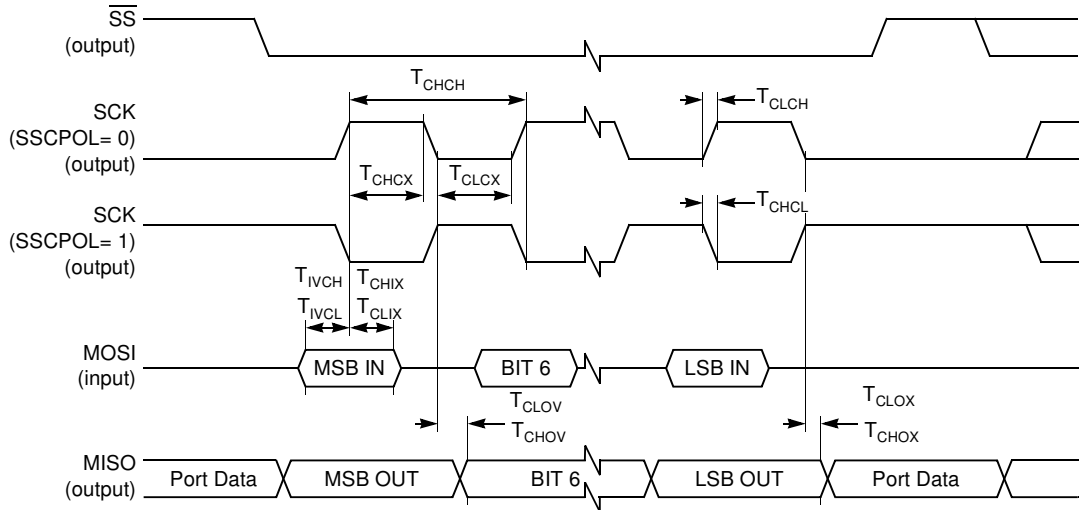 SS
(output)
T_CHCH
SCK
(SSCPOL= 0)
(output)
T_CLCH
T_CHCX
T_CLCX
SCK
(SSCPOL= 1)
(output)
T_CHCL
T_IVCH
T_CHIX
T_IVCL
T_CLIX
MOSI
(input)
MSB IN
BIT 6
LSB IN
T_CLOV
T_CHOV
T_CLOX
T_CHOX
MISO
(output)
Port Data
MSB OUT
BIT 6
LSB OUT
Port Data